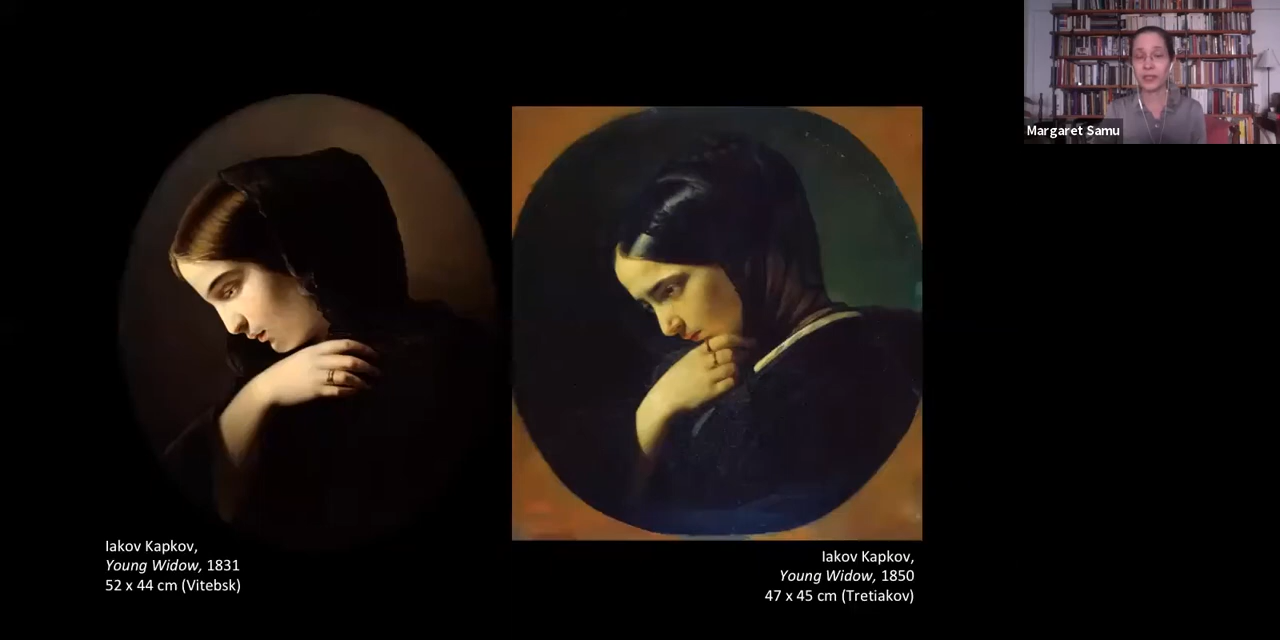 Margaret Samu
Iakov Kapkov,
Young Widow, 1831
52 x 44 cm (Vitebsk)
Iakov Kapkov,
Young Widow, 1850
47 x 45 cm (Tretiakov)